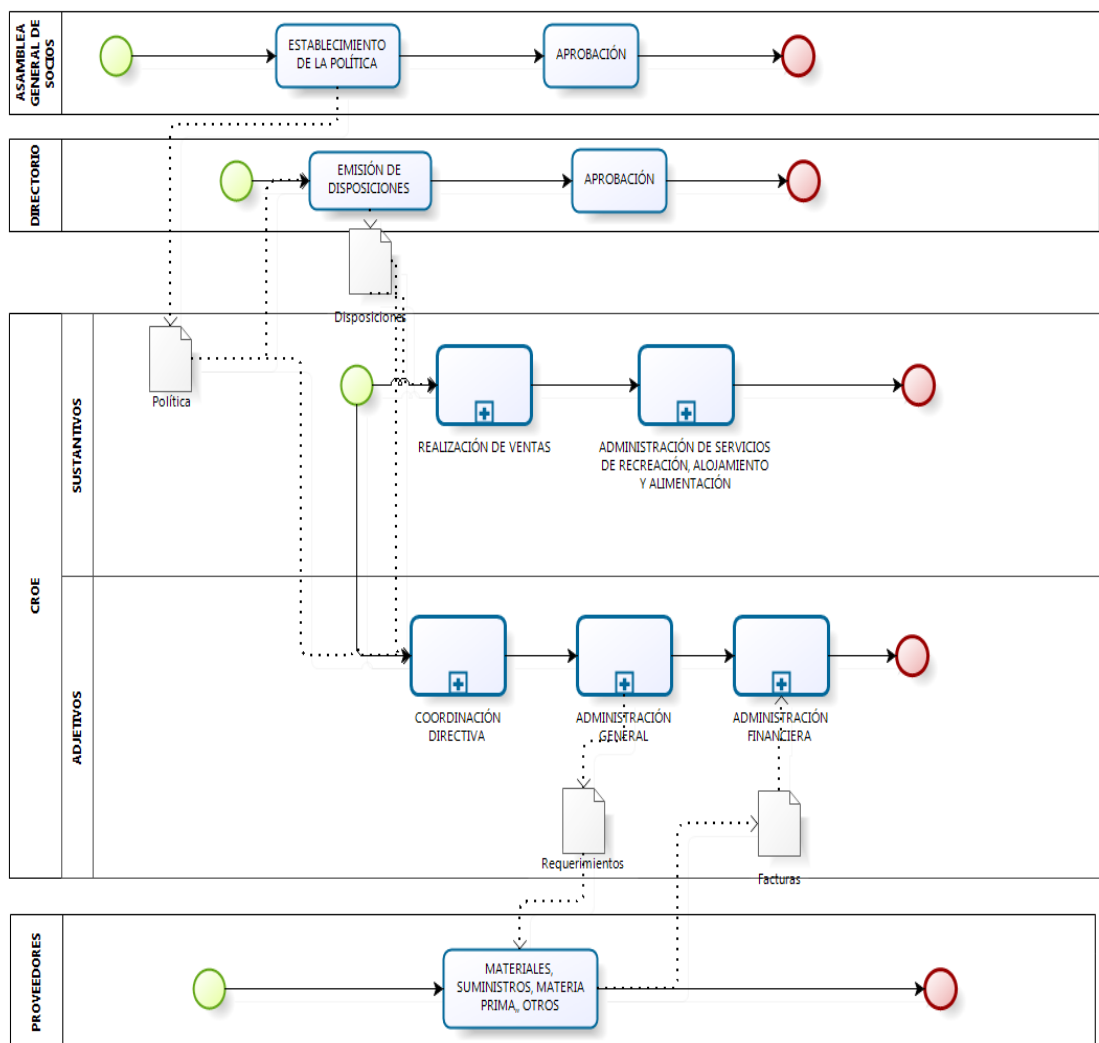 ASAMBLEA
GENERAL DE
SOCIOS
ESTABLECIMIENTO
DE LA POLÍTICA
APROBACIÓN
DIRECTORIO
EMISIÓN DE
DISPOSICIONES
APROBACIÓN
Disposiciones
CROE
SUSTANTIVOS
Política
REALIZACIÓN DE VENTAS
ADMINISTRACIÓN DE SERVICIOS
DE RECREACIÓN, ALOJAMIENTO
Y ALIMENTACIÓN
ADJETIVOS
COORDINACIÓN
DIRECTIVA
ADMINISTRACIÓN
GENERAL
ADMINISTRACIÓN
FINANCIERA
Requerimientos
Facturas
PROVEEDORES
MATERIALES,
SUMINISTROS, MATERIA
PRIMA,, OTROS